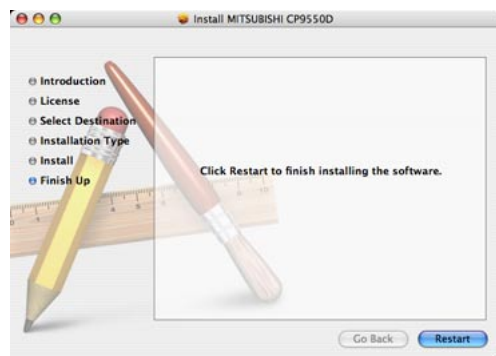 Install MITSUBISHI CP9550D
Introduction
License
Select Destination
Installation Type
Install
Finish Up
Click Restart to finish installing the software.
Go Back
Restart